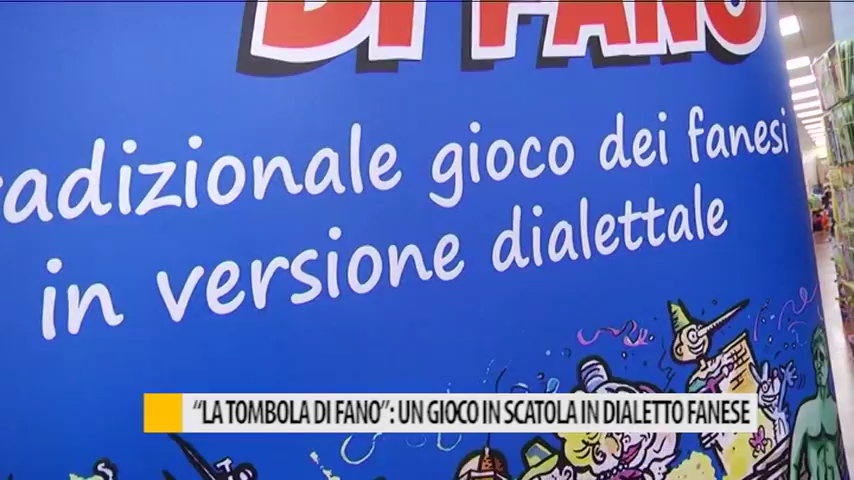 DI FANO
tradizionale gioco dei fanesi
in versione dialettale
“LA TOMBOLA DI FANO”: UN GIOCO IN SCATOLA IN DIALETTO FANESE